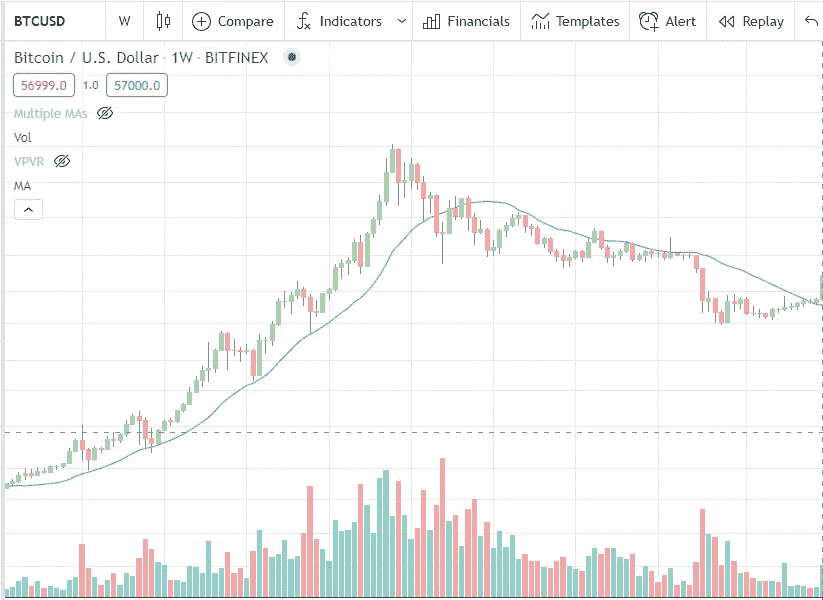 BTCUSD W Compare Indicators Financials Templates Alert Replay
Bitcoin / U.S. Dollar · 1W · BITFINEX
56999.0 1.0 57000.0
Multiple MAs
Vol
VPVR
MA